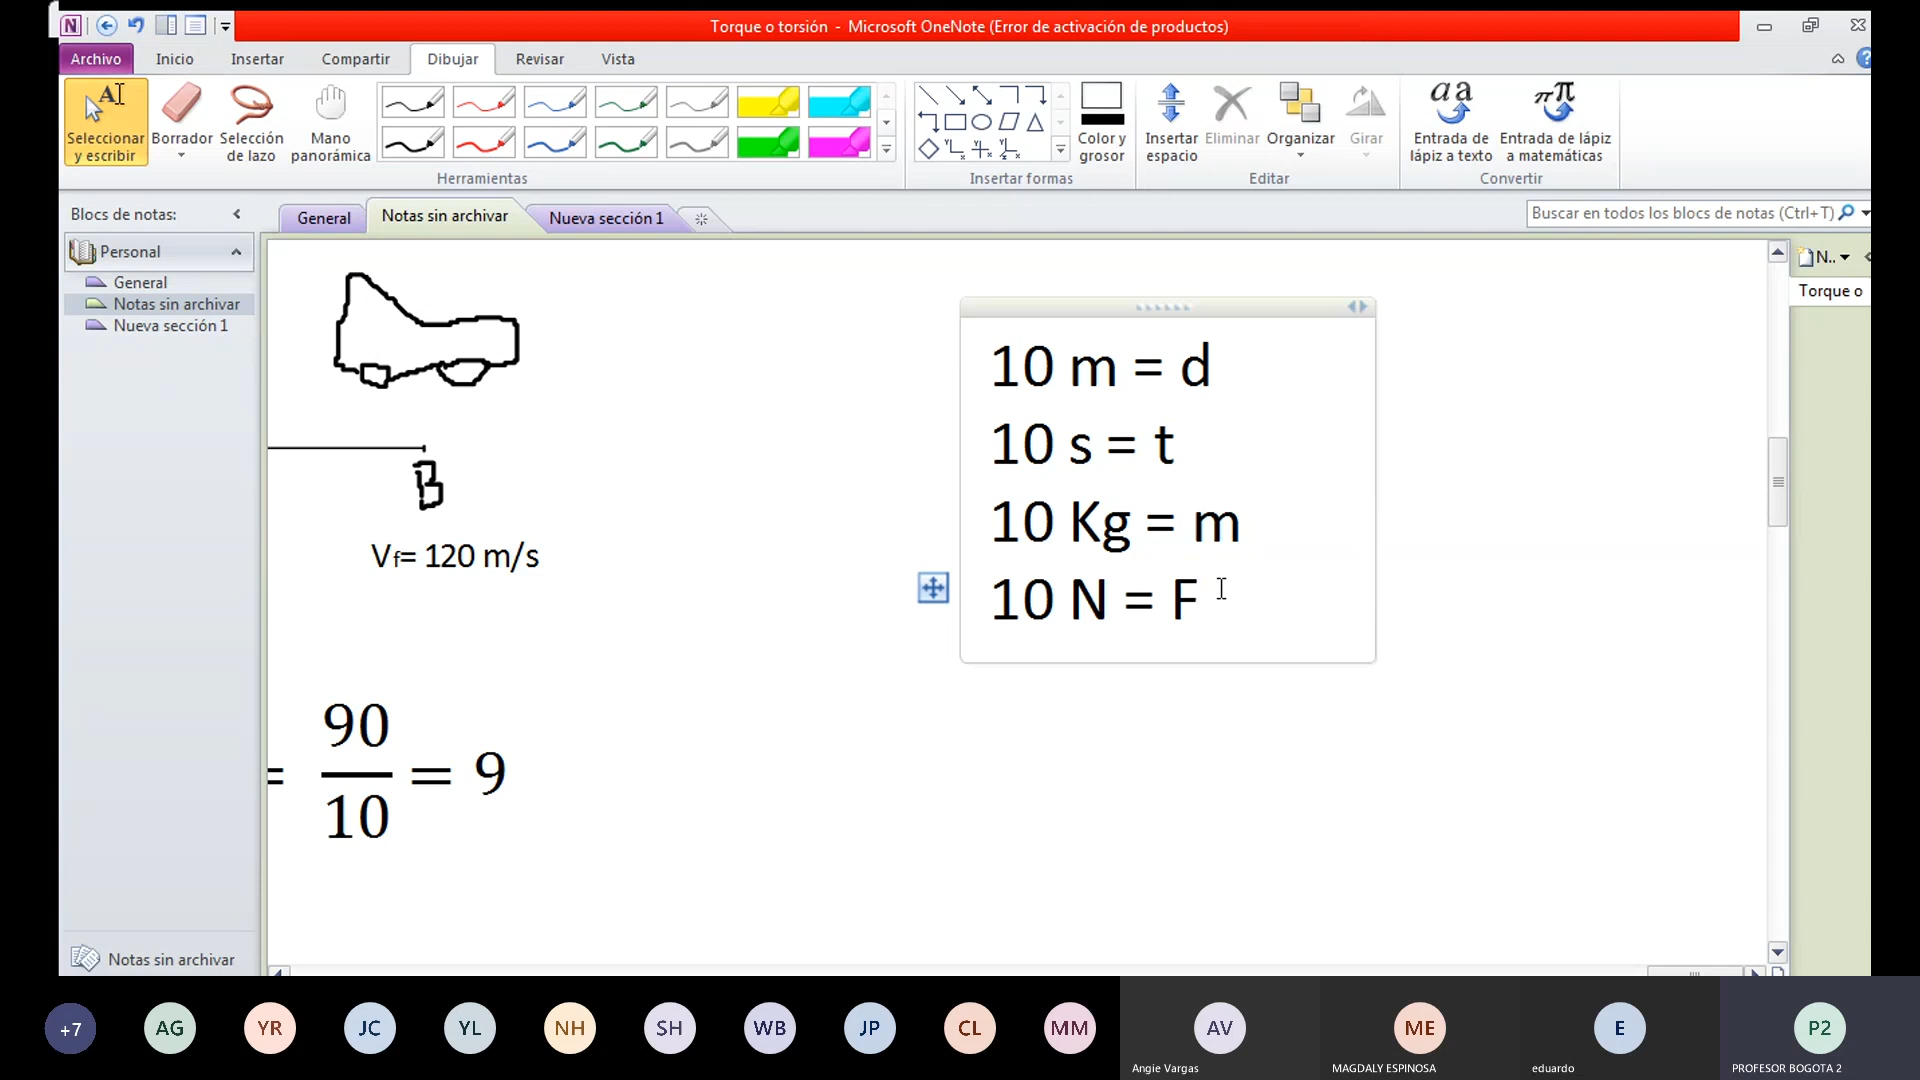 Torque o torsión - Microsoft OneNote (Error de activación de productos)
Archivo Inicio Insertar Compartir Dibujar Revisar Vista
Seleccionar y escribir
Borrador
Selección de lazo
Mano panorámica
Herramientas
Color y grosor
Insertar formas
Insertar espacio
Eliminar
Organizar
Girar
Editar
Entrada de lápiz a texto
Entrada de lápiz a matemáticas
Convertir
Blocs de notas:
General
Notas sin archivar
Nueva sección 1
Buscar en todos los blocs de notas (Ctrl+T)
Personal
General
Notas sin archivar
Nueva sección 1
N..
Torque o
10 m = d
10 s = t
10 Kg = m
10 N = F
B
Vf= 120 m/s
= 90/10 = 9
Notas sin archivar
+7 AG YR JC YL NH SH WB JP CL MM AV ME E P2
Angie Vargas MAGDALY ESPINOSA eduardo PROFESOR BOGOTA 2